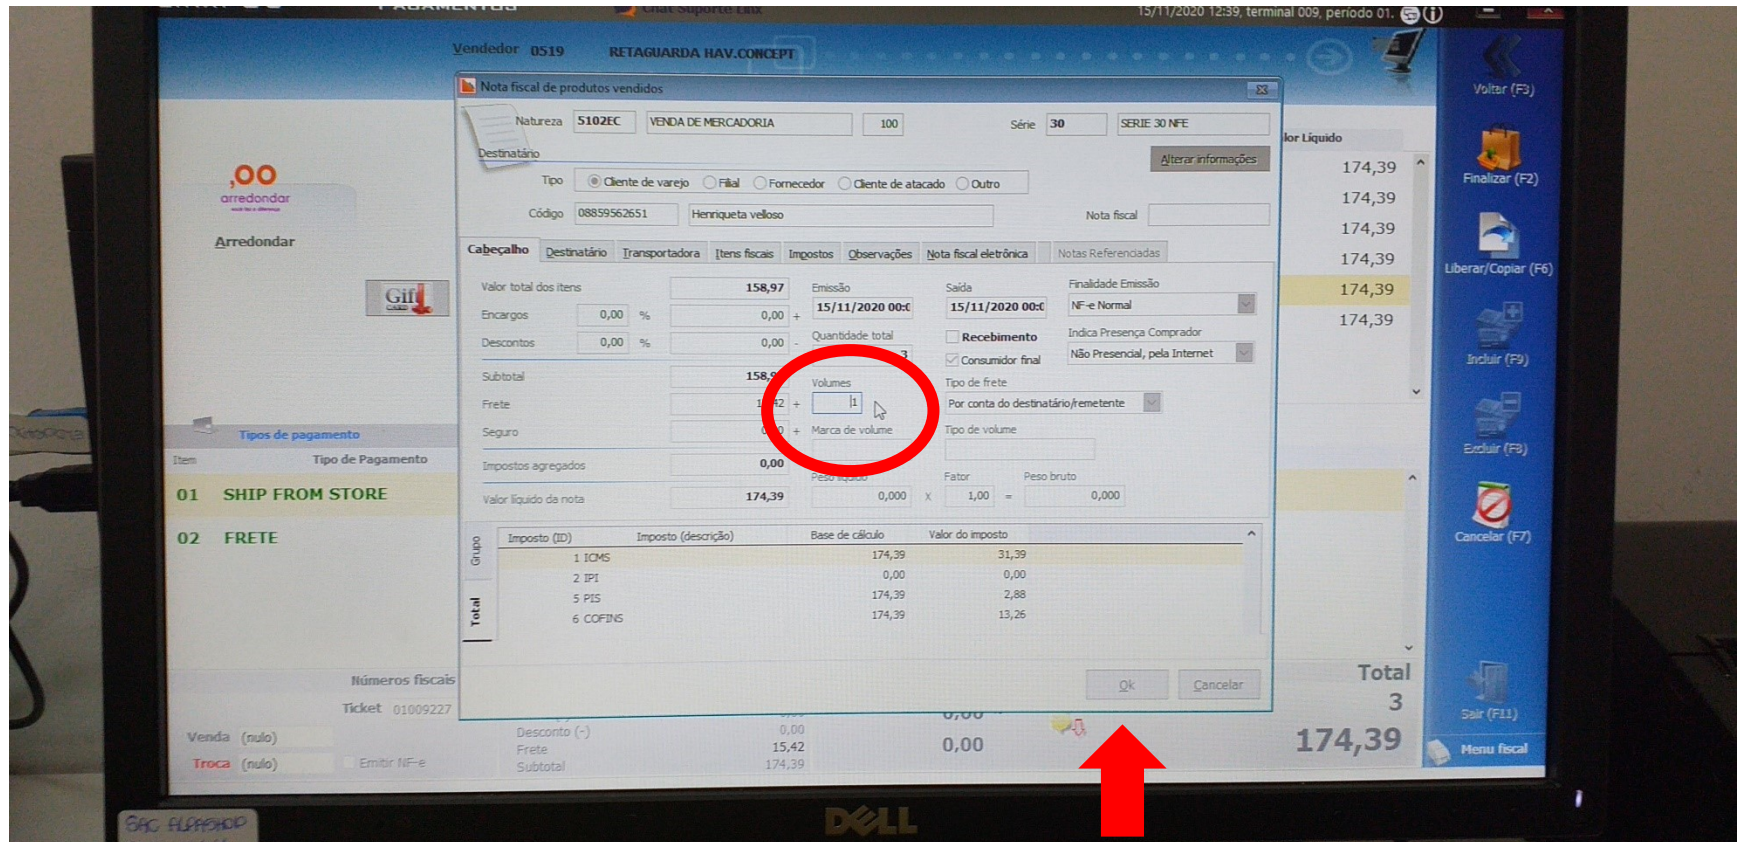 PAGAMENTOS
Chat Suporte Linx
15/11/2020 12:39, terminal 009, período 01.
Vendedor 0519 RETAGUARDA HAV.CONCEPT
Voltar (F3)
Nota fiscal de produtos vendidos
Natureza 5102EC VENDA DE MERCADORIA 100 Série 30 SERIE 30 NFE
Destinatário
Alterar informações
Tipo Cliente de varejo Filial Fornecedor Cliente de atacado Outro
Código 08859562651 Henriqueta velloso Nota fiscal
Cabeçalho Destinatário Transportadora Itens fiscais Impostos Observações Nota fiscal eletrônica Notas Referenciadas
Valor total dos itens 158,97 Emissão Saída Finalidade Emissão
15/11/2020 00:0 15/11/2020 00:0 NF-e Normal
Encargos 0,00 % 0,00 +
Quantidade total Recebimento Indica Presença Comprador
Descontos 0,00 % 0,00 -
3 Consumidor final Não Presencial, pela Internet
Subtotal Volumes Tipo de frete
Frete + 1 Por conta do destinatário/remetente
Seguro + Marca de volume Tipo de volume
Impostos agregados 0,00
Peso líquido Fator Peso bruto
Valor líquido da nota 174,39 0,000 X 1,00 = 0,000
Grupo
Total
Imposto (ID) Imposto (descrição) Base de cálculo Valor do imposto
1 ICMS 174,39 31,39
2 IPI 0,00 0,00
5 PIS 174,39 2,88
6 COFINS 174,39 13,26
Ok Cancelar
,OO
arredondar
Arredondar
Gift
CARD
Tipos de pagamento
Item Tipo de Pagamento
01 SHIP FROM STORE
02 FRETE
Números fiscais
Ticket 01009227
Venda (nulo)
Troca (nulo) Emitir NF-e
Desconto (-) 0,00
Frete 15,42 0,00
Subtotal 174,39
lor Líquido
174,39
174,39
174,39
174,39
174,39
174,39
Total
3
174,39
Finalizar (F2)
Liberar/Copiar (F6)
Incluir (F9)
Excluir (F8)
Cancelar (F7)
Sair (F11)
Menu fiscal
DELL
SAC ALPASHOP